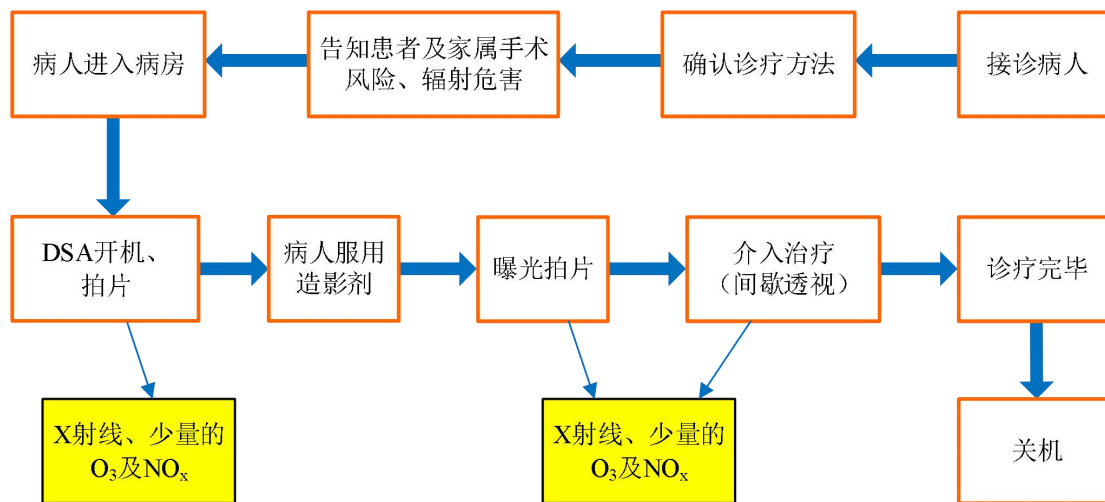 病人进入病房
告知患者及家属手术
风险、辐射危害
确认诊疗方法
接诊病人
DSA开机、
拍片
病人服用
造影剂
曝光拍片
介入治疗
（间歇透视）
诊疗完毕
X射线、少量的
O₃及NOₓ
X射线、少量的
O₃及NOₓ
关机